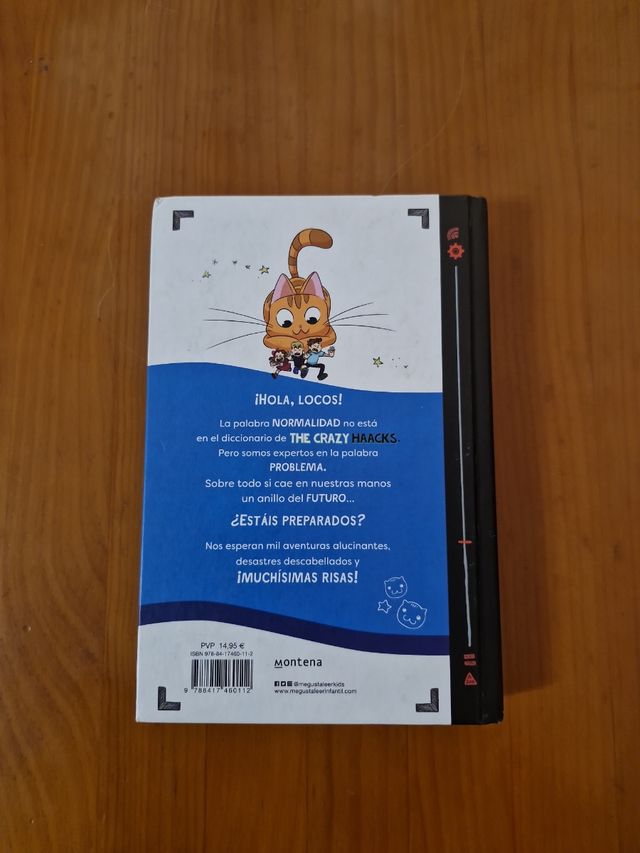 ¡HOLA, LOCOS!
La palabra NORMALIDAD no está
en el diccionario de THE CRAZY HAACKS.
Pero somos expertos en la palabra
PROBLEMA.
Sobre todo si cae en nuestras manos
un anillo del FUTURO...
¿ESTÁIS PREPARADOS?
Nos esperan mil aventuras alucinantes,
desastres descabellados y
¡MUCHÍSIMAS RISAS!
PVP 14,95 €
ISBN 978-84-17460-11-2
9 788417 460112
Montena
@megustaleerkids
www.megustaleerinfantil.com